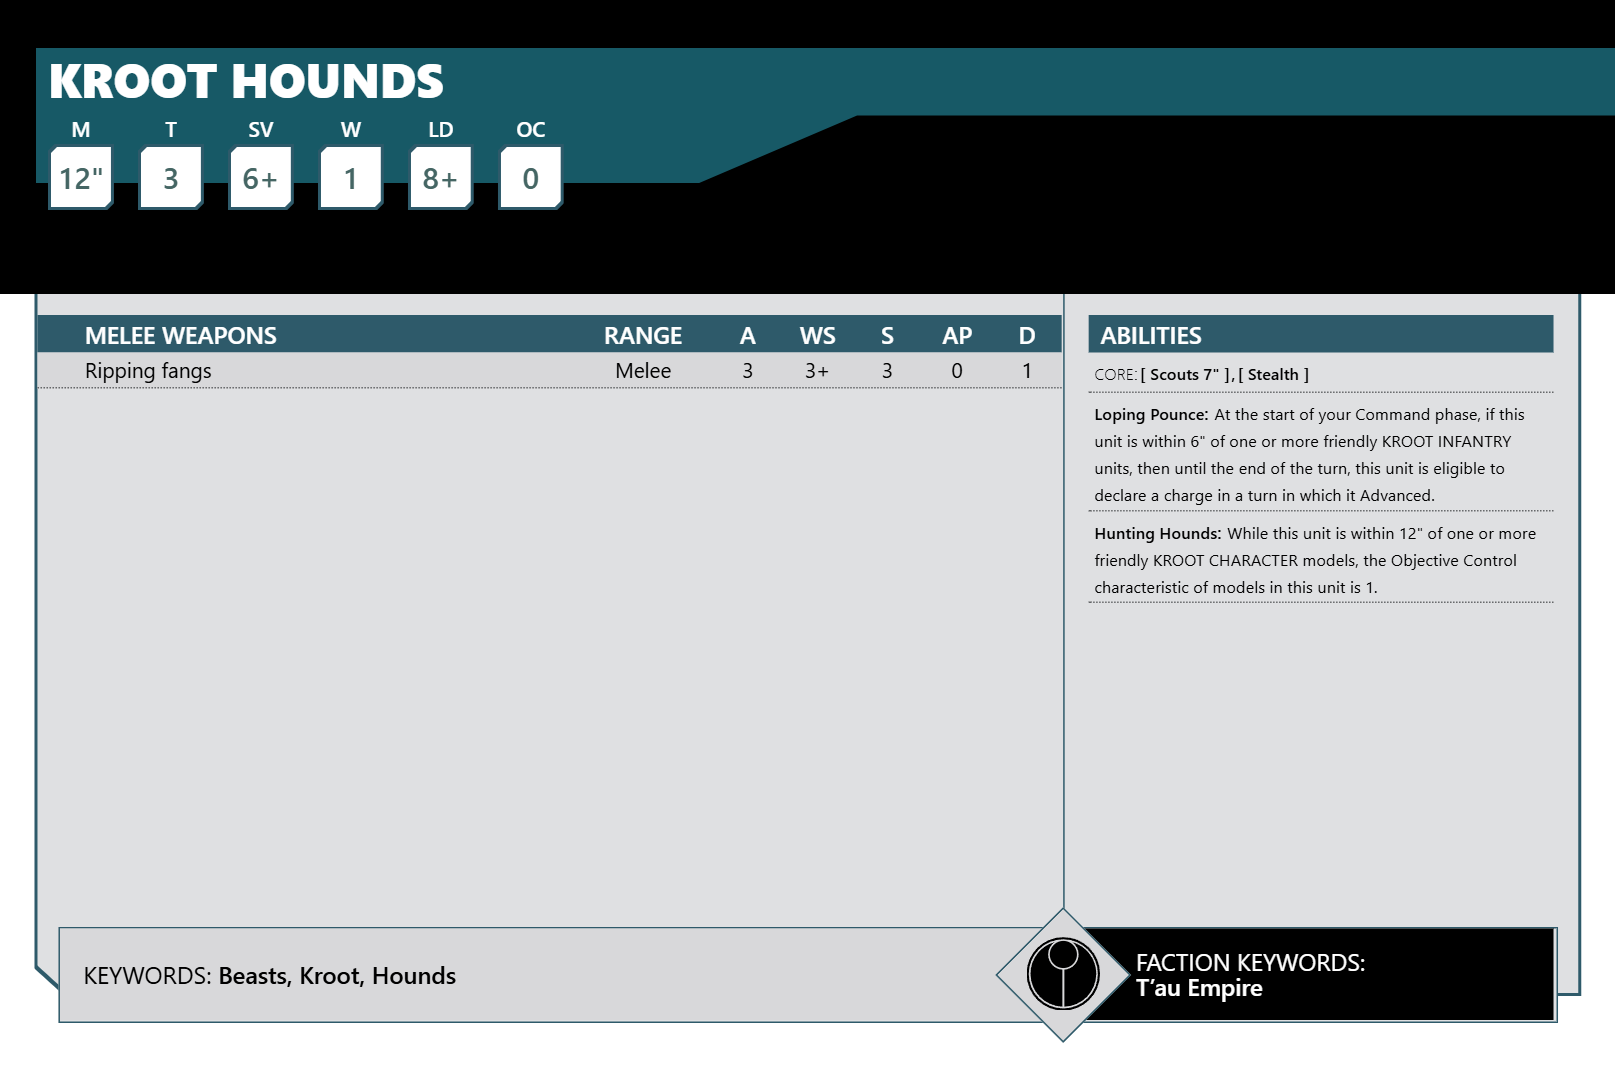 KROOT HOUNDS
M T SV W LD OC
12" 3 6+ 1 8+ 0
MELEE WEAPONS RANGE A WS S AP D
Ripping fangs Melee 3 3+ 3 0 1
ABILITIES
CORE: [ Scouts 7" ] , [ Stealth ]
Loping Pounce: At the start of your Command phase, if this
unit is within 6" of one or more friendly KROOT INFANTRY
units, then until the end of the turn, this unit is eligible to
declare a charge in a turn in which it Advanced.
Hunting Hounds: While this unit is within 12" of one or more
friendly KROOT CHARACTER models, the Objective Control
characteristic of models in this unit is 1.
KEYWORDS: Beasts, Kroot, Hounds
FACTION KEYWORDS:
T’au Empire